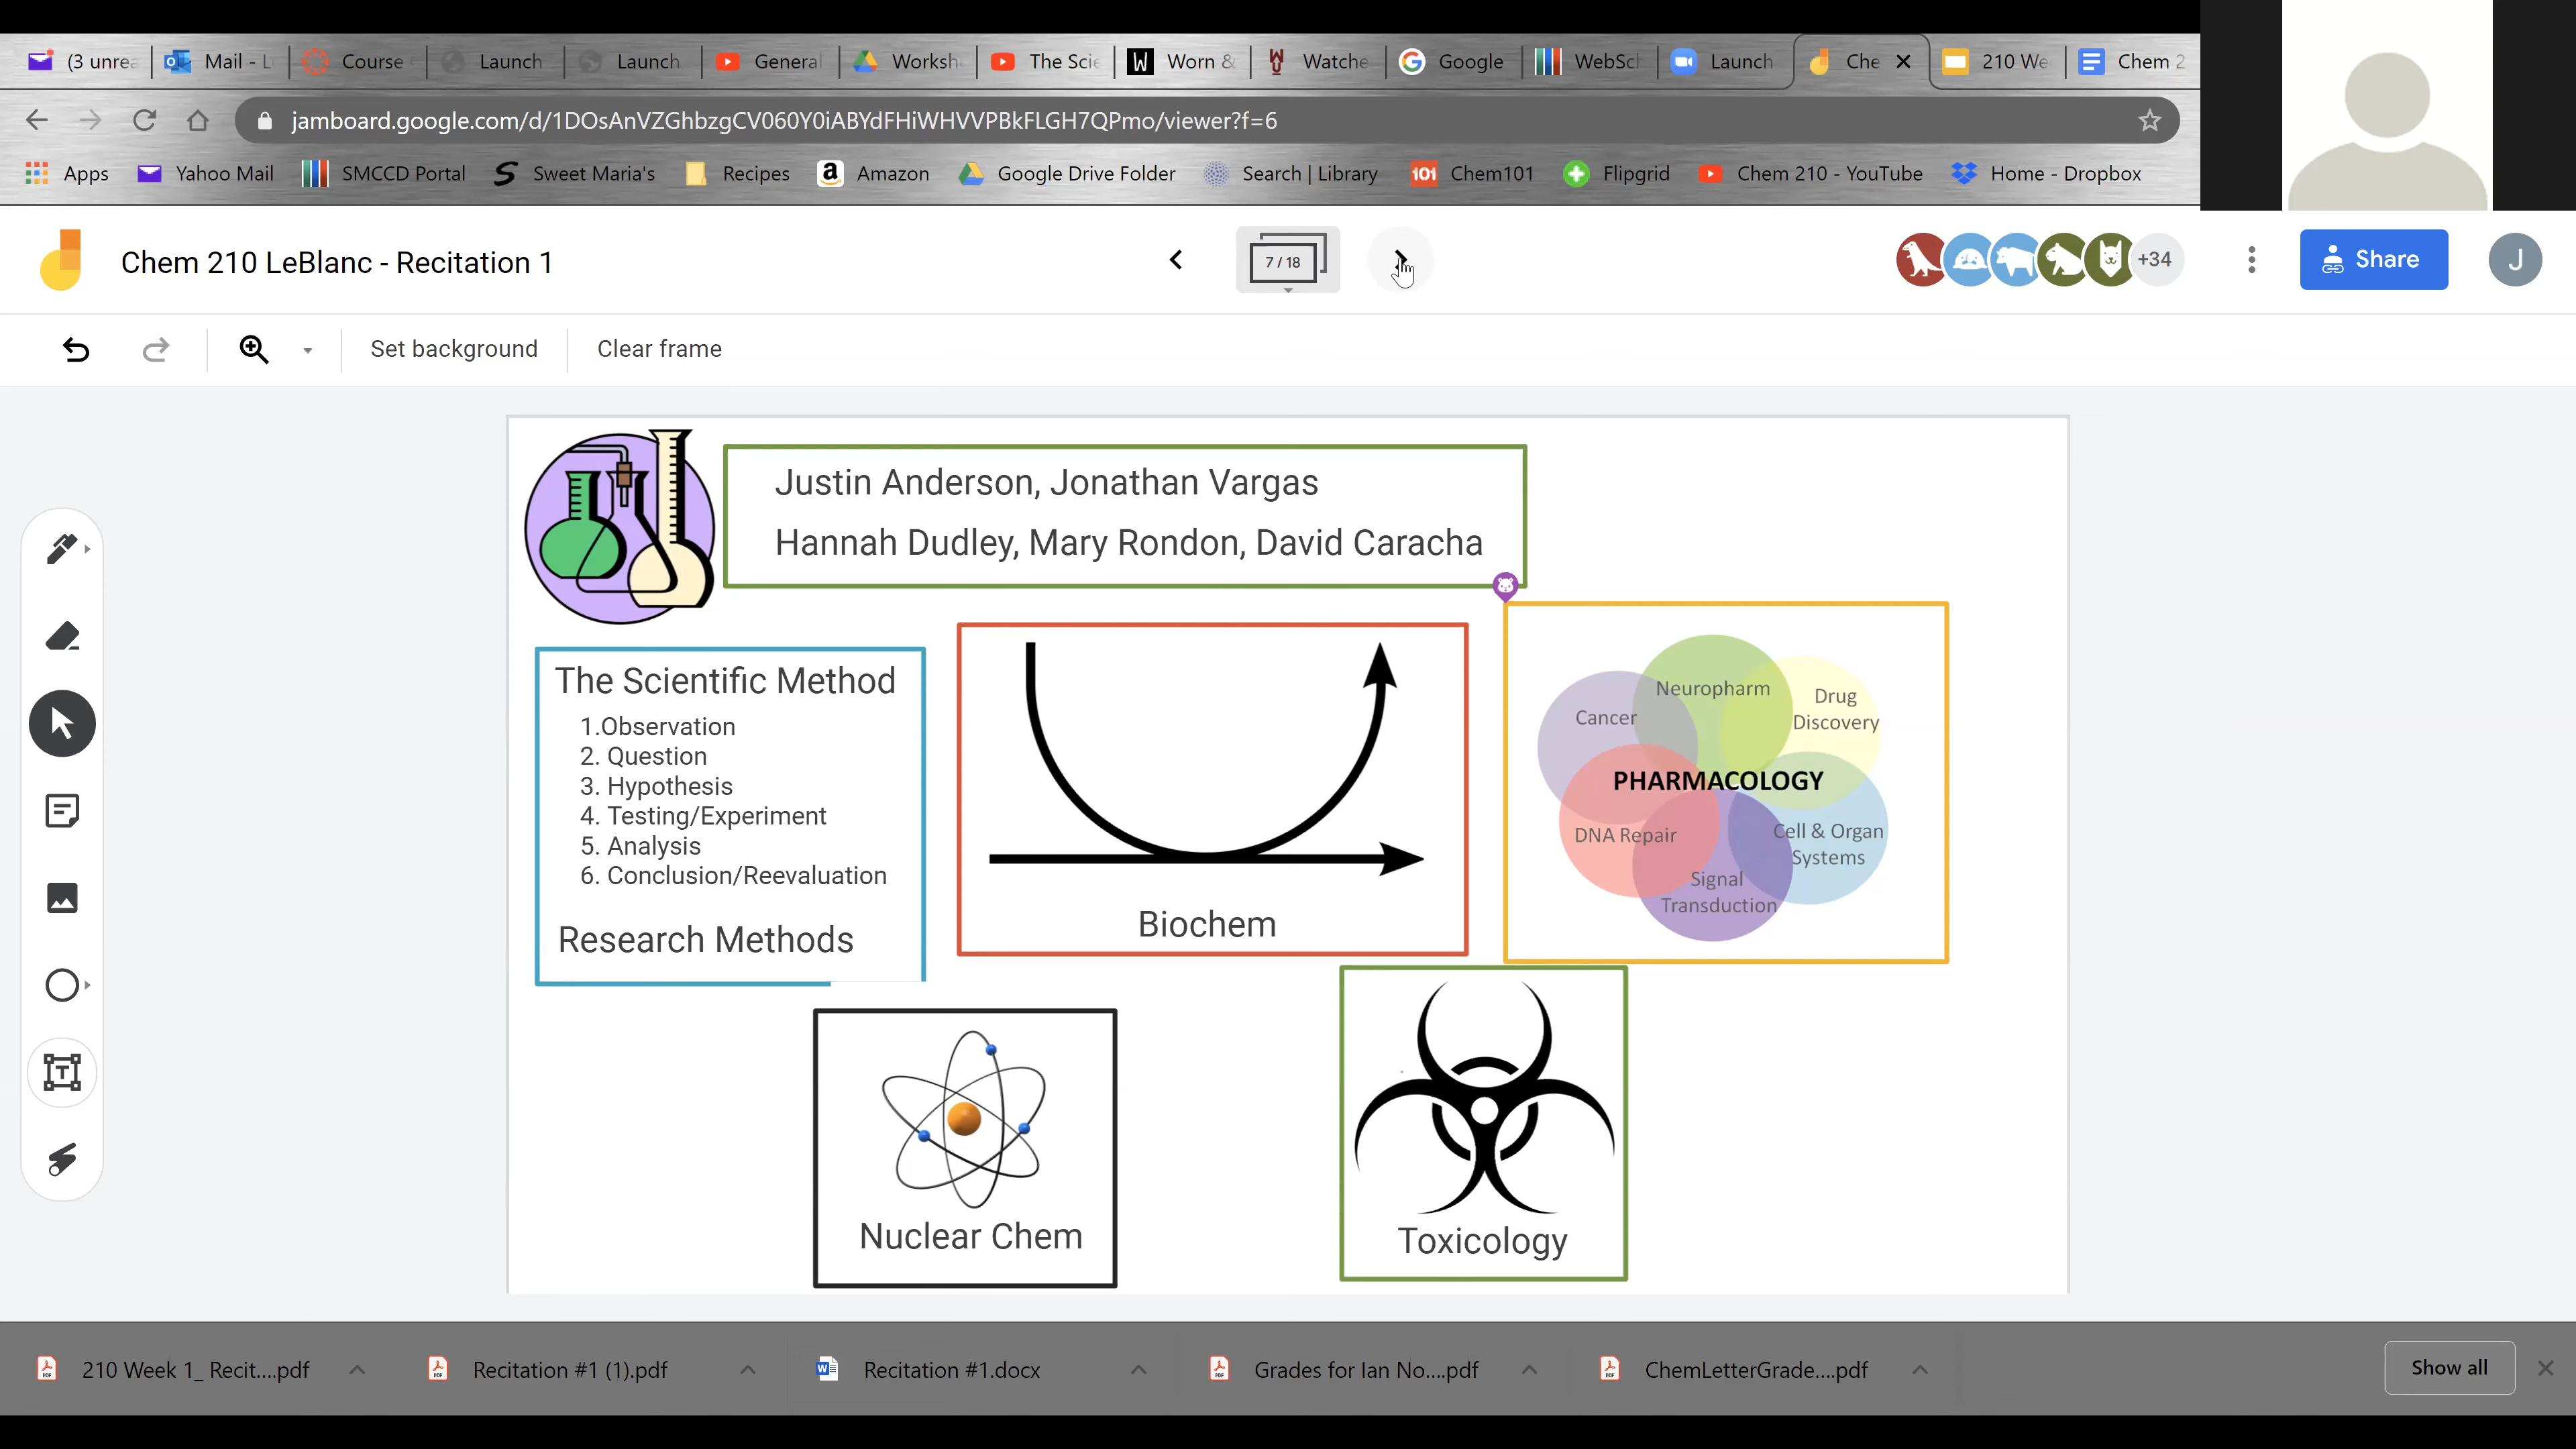 (3 unrea
Mail - L
Course
Launch
Launch
General
Worksh
The Scie
W
Worn &
Watche
Google
WebSch
Launch
Che
210 We
Chem 2
jamboard.google.com/d/1DOsAnVZGhbzgCV060Y0iABYdFHiWHVVPBkFLGH7QPmo/viewer?f=6
Apps
Yahoo Mail
SMCCD Portal
Sweet Maria's
Recipes
Amazon
Google Drive Folder
Search | Library
101
Chem101
Flipgrid
Chem 210 - YouTube
Home - Dropbox
Chem 210 LeBlanc - Recitation 1
7 / 18
+34
Share
J
Set background
Clear frame
Justin Anderson, Jonathan Vargas
Hannah Dudley, Mary Rondon, David Caracha
The Scientific Method
1.Observation
2. Question
3. Hypothesis
4. Testing/Experiment
5. Analysis
6. Conclusion/Reevaluation
Research Methods
Biochem
Neuropharm
Cancer
Drug
Discovery
PHARMACOLOGY
DNA Repair
Cell & Organ
Systems
Signal
Transduction
Nuclear Chem
Toxicology
210 Week 1_ Recit....pdf
Recitation #1 (1).pdf
Recitation #1.docx
Grades for Ian No....pdf
ChemLetterGrade....pdf
Show all